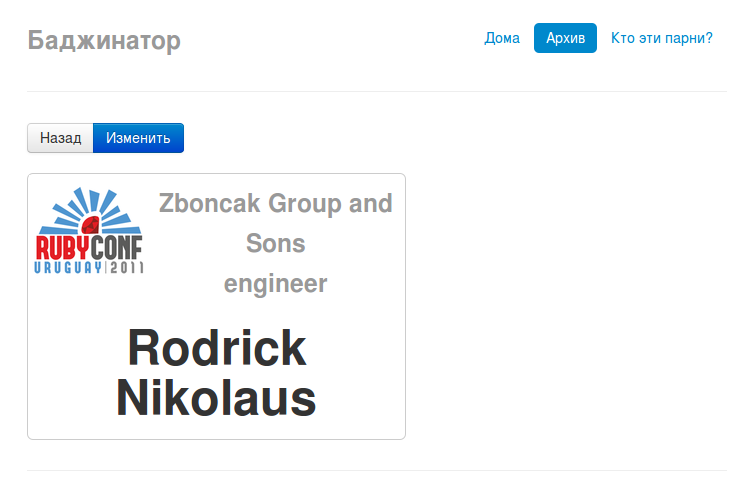 Баджинатор
Дома Архив Кто эти парни?
Назад Изменить
RUBYCONF
URUGUAY|2011
Zboncak Group and
Sons
engineer
Rodrick
Nikolaus